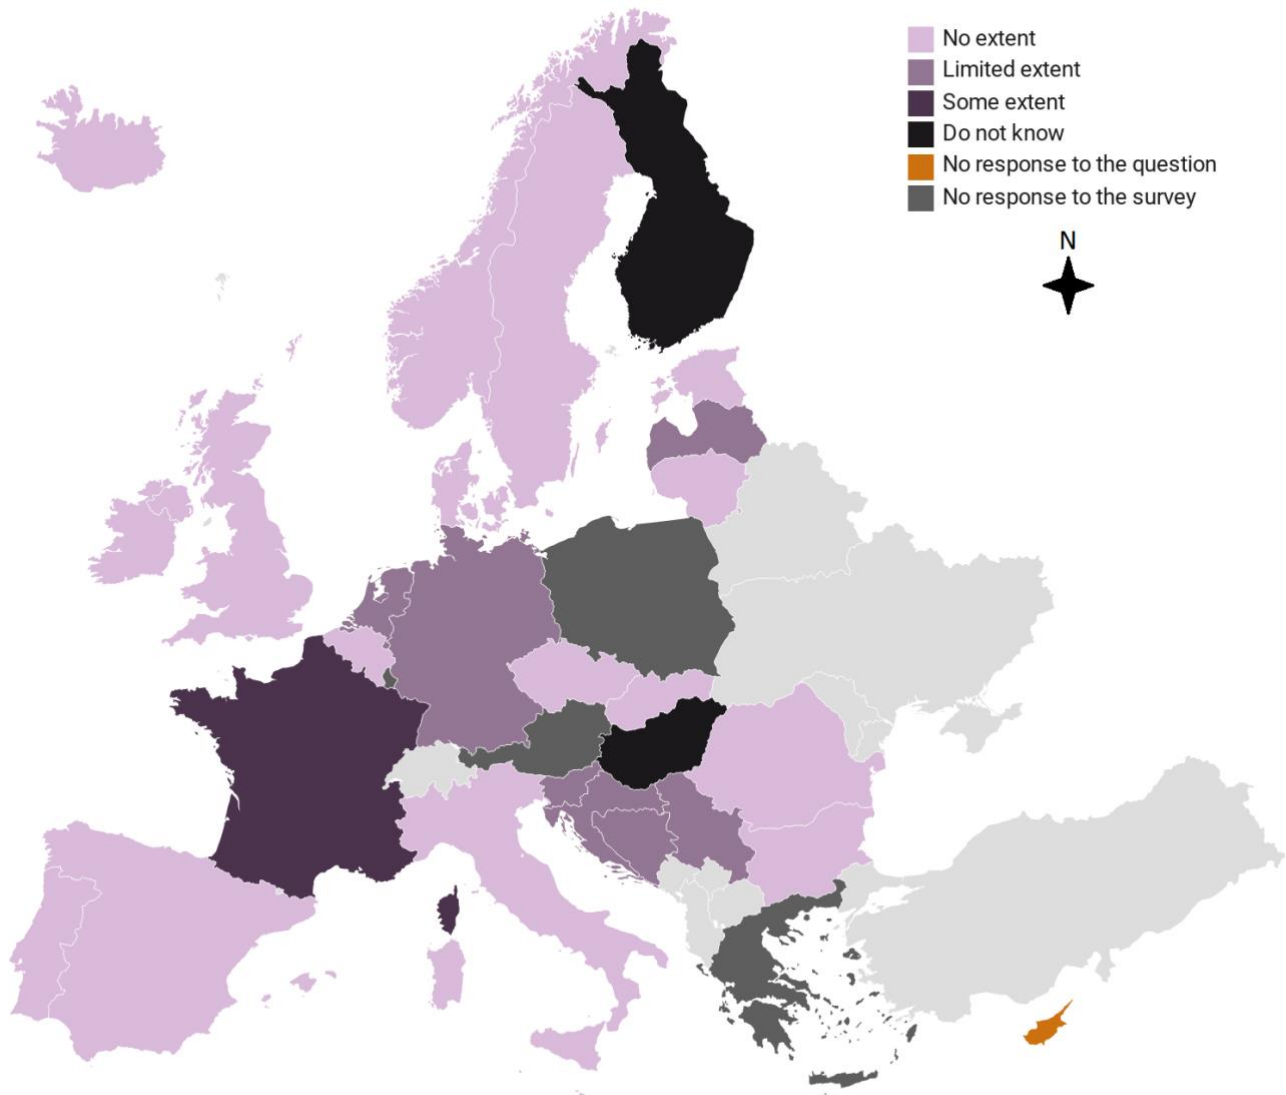 No extent
Limited extent
Some extent
Do not know
No response to the question
No response to the survey
N